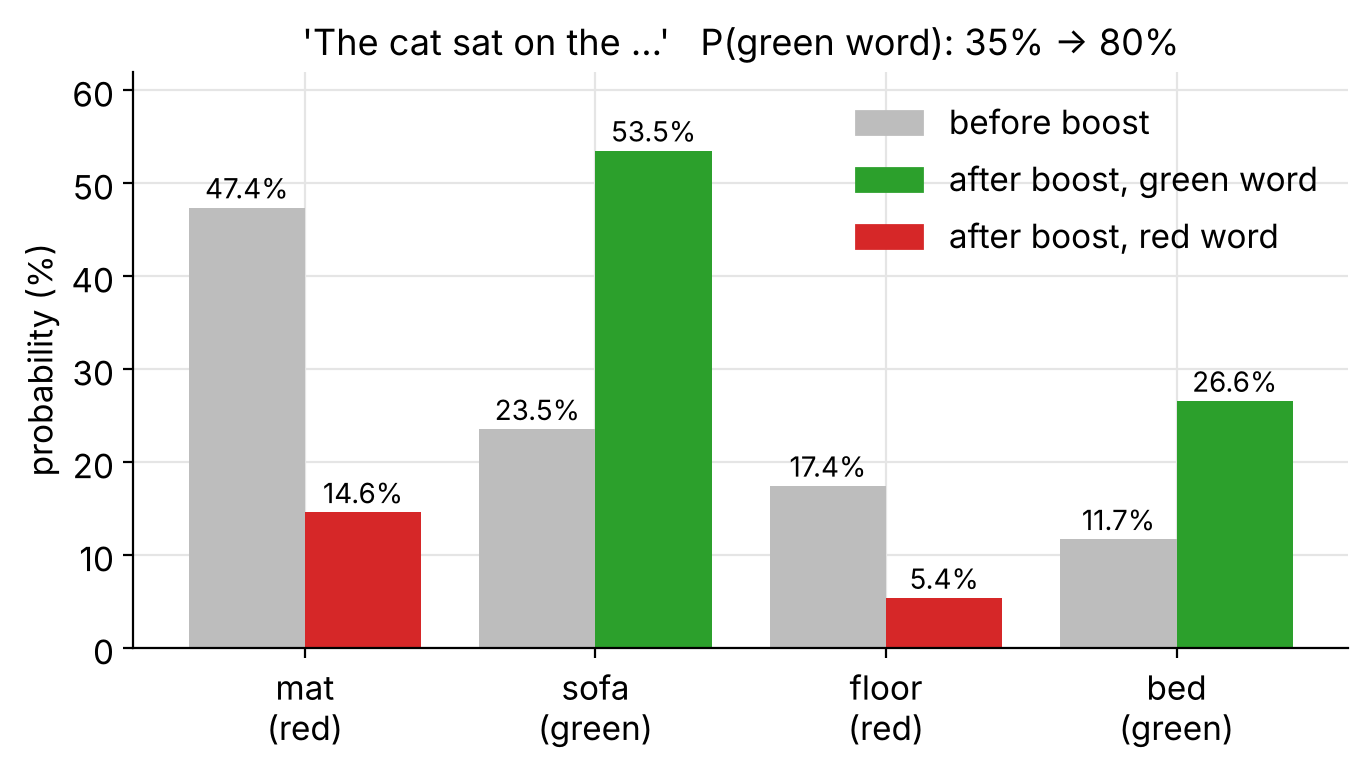 'The cat sat on the ...'   P(green word): 35% → 80%
before boost
after boost, green word
after boost, red word
probability (%)
60
50
40
30
20
10
0
47.4%
14.6%
23.5%
53.5%
17.4%
5.4%
11.7%
26.6%
mat
(red)
sofa
(green)
floor
(red)
bed
(green)